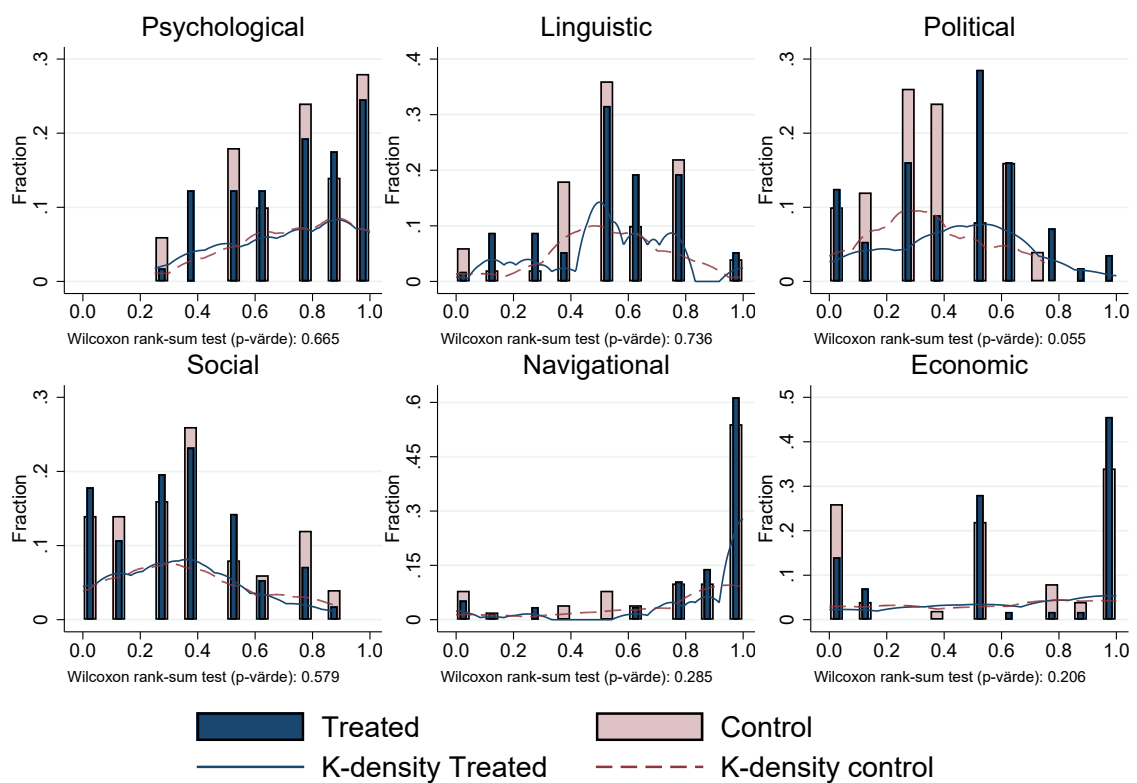 Psychological
Linguistic
Political
Fraction
0
.1
.2
.3
0.0 0.2 0.4 0.6 0.8 1.0
Wilcoxon rank-sum test (p-värde): 0.665
Fraction
0
.1
.2
.3
.4
0.0 0.2 0.4 0.6 0.8 1.0
Wilcoxon rank-sum test (p-värde): 0.736
Fraction
0
.1
.2
.3
0.0 0.2 0.4 0.6 0.8 1.0
Wilcoxon rank-sum test (p-värde): 0.055
Social
Navigational
Economic
Fraction
0
.1
.2
.3
0.0 0.2 0.4 0.6 0.8 1.0
Wilcoxon rank-sum test (p-värde): 0.579
Fraction
0
.15
.3
.45
.6
0.0 0.2 0.4 0.6 0.8 1.0
Wilcoxon rank-sum test (p-värde): 0.285
Fraction
0
.1
.2
.3
.4
.5
0.0 0.2 0.4 0.6 0.8 1.0
Wilcoxon rank-sum test (p-värde): 0.206
Treated
Control
K-density Treated
K-density control